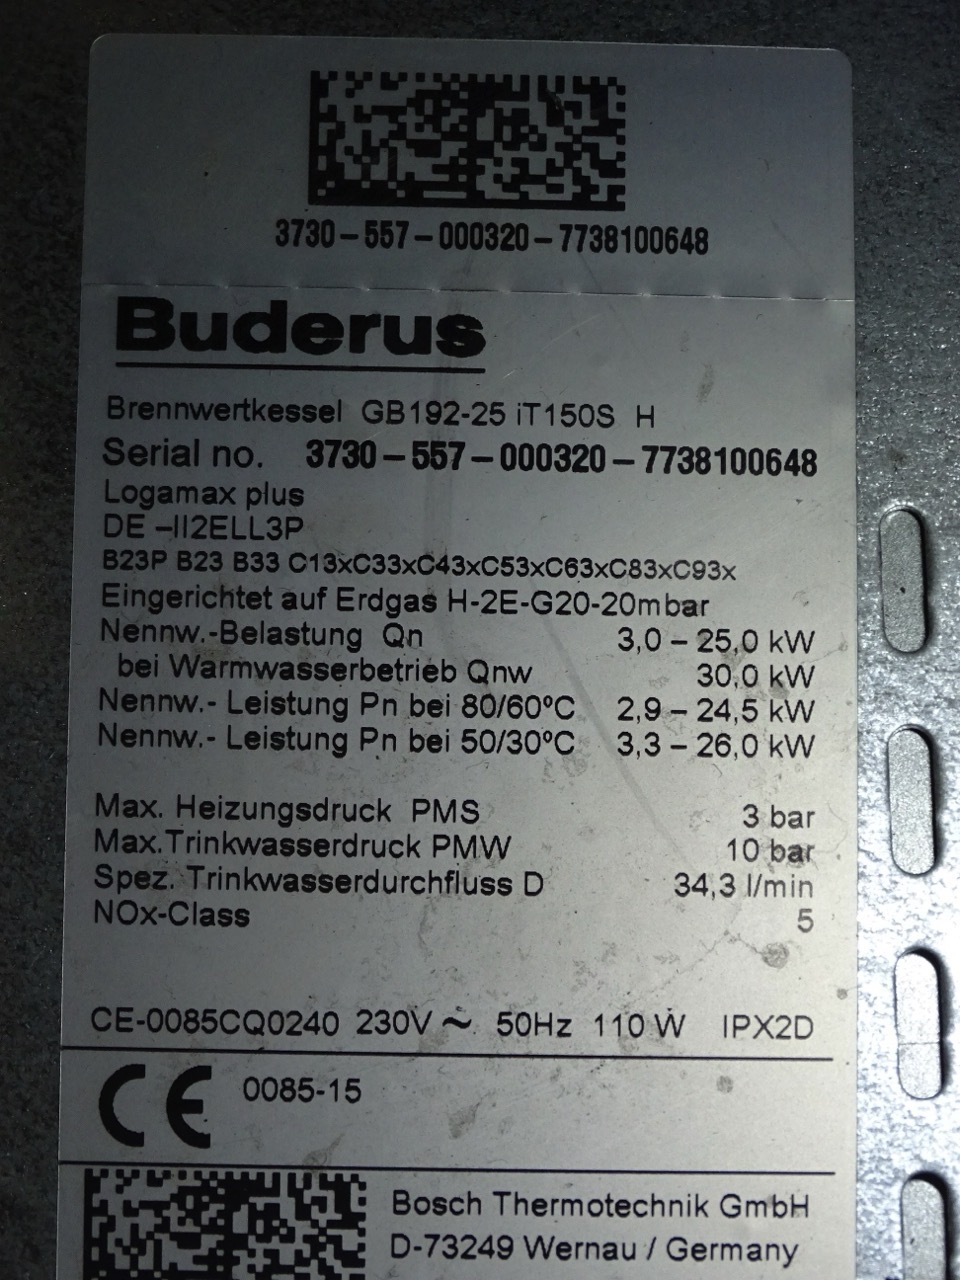 3730-557-000320-7738100648
Buderus
Brennwertkessel GB192-25 iT150S H
Serial no. 3730-557-000320-7738100648
Logamax plus
DE -II2ELL3P
B23P B23 B33 C13xC33xC43xC53xC63xC83xC93x
Eingerichtet auf Erdgas H-2E-G20-20mbar
Nennw.-Belastung Qn 3,0 – 25,0 kW
bei Warmwasserbetrieb Qnw 30,0 kW
Nennw.- Leistung Pn bei 80/60ºC 2,9 – 24,5 kW
Nennw.- Leistung Pn bei 50/30ºC 3,3 – 26,0 kW
Max. Heizungsdruck PMS 3 bar
Max.Trinkwasserdruck PMW 10 bar
Spez. Trinkwasserdurchfluss D 34,3 l/min
NOx-Class 5
CE-0085CQ0240 230V ~ 50Hz 110 W IPX2D
CE 0085-15
Bosch Thermotechnik GmbH
D-73249 Wernau / Germany